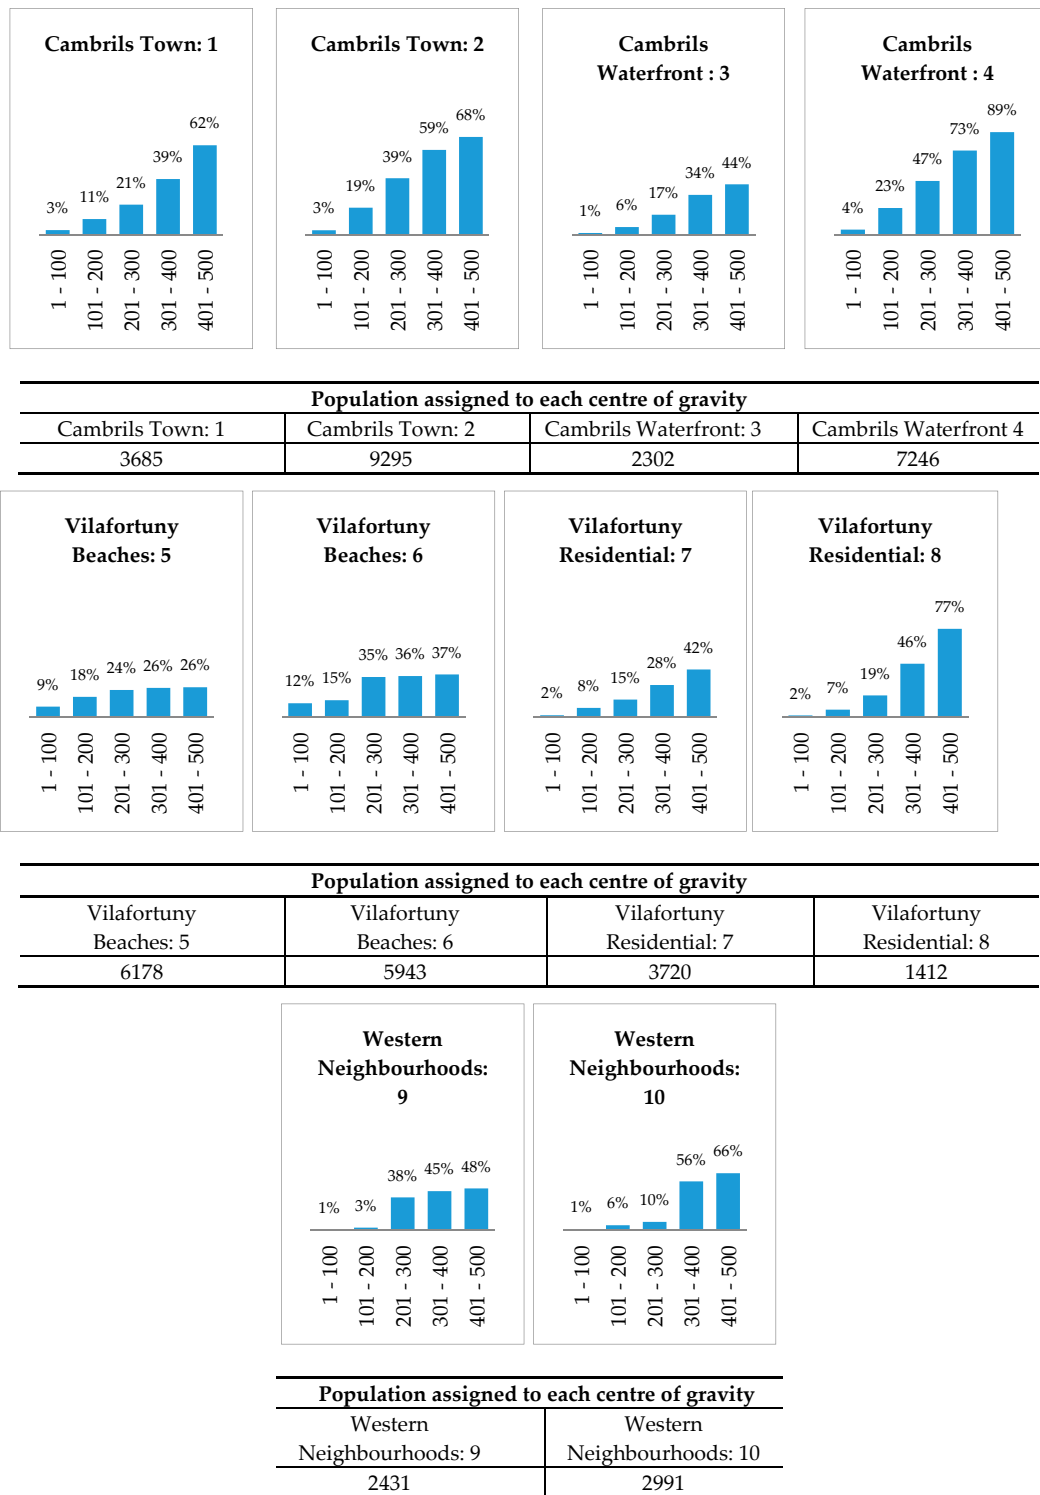 Cambrils Town: 1
3%
11%
21%
39%
62%
1 - 100
101 - 200
201 - 300
301 - 400
401 - 500
Cambrils Town: 2
3%
19%
39%
59%
68%
1 - 100
101 - 200
201 - 300
301 - 400
401 - 500
Cambrils
Waterfront : 3
1%
6%
17%
34%
44%
1 - 100
101 - 200
201 - 300
301 - 400
401 - 500
Cambrils
Waterfront : 4
4%
23%
47%
73%
89%
1 - 100
101 - 200
201 - 300
301 - 400
401 - 500
Population assigned to each centre of gravity
Cambrils Town: 1 Cambrils Town: 2 Cambrils Waterfront: 3 Cambrils Waterfront 4
3685 9295 2302 7246
Vilafortuny
Beaches: 5
9%
18%
24%
26%
26%
1 - 100
101 - 200
201 - 300
301 - 400
401 - 500
Vilafortuny
Beaches: 6
12%
15%
35%
36%
37%
1 - 100
101 - 200
201 - 300
301 - 400
401 - 500
Vilafortuny
Residential: 7
2%
8%
15%
28%
42%
1 - 100
101 - 200
201 - 300
301 - 400
401 - 500
Vilafortuny
Residential: 8
2%
7%
19%
46%
77%
1 - 100
101 - 200
201 - 300
301 - 400
401 - 500
Population assigned to each centre of gravity
Vilafortuny Vilafortuny Vilafortuny Vilafortuny
Beaches: 5 Beaches: 6 Residential: 7 Residential: 8
6178 5943 3720 1412
Western
Neighbourhoods:
9
1%
3%
38%
45%
48%
1 - 100
101 - 200
201 - 300
301 - 400
401 - 500
Western
Neighbourhoods:
10
1%
6%
10%
56%
66%
1 - 100
101 - 200
201 - 300
301 - 400
401 - 500
Population assigned to each centre of gravity
Western Western
Neighbourhoods: 9 Neighbourhoods: 10
2431 2991